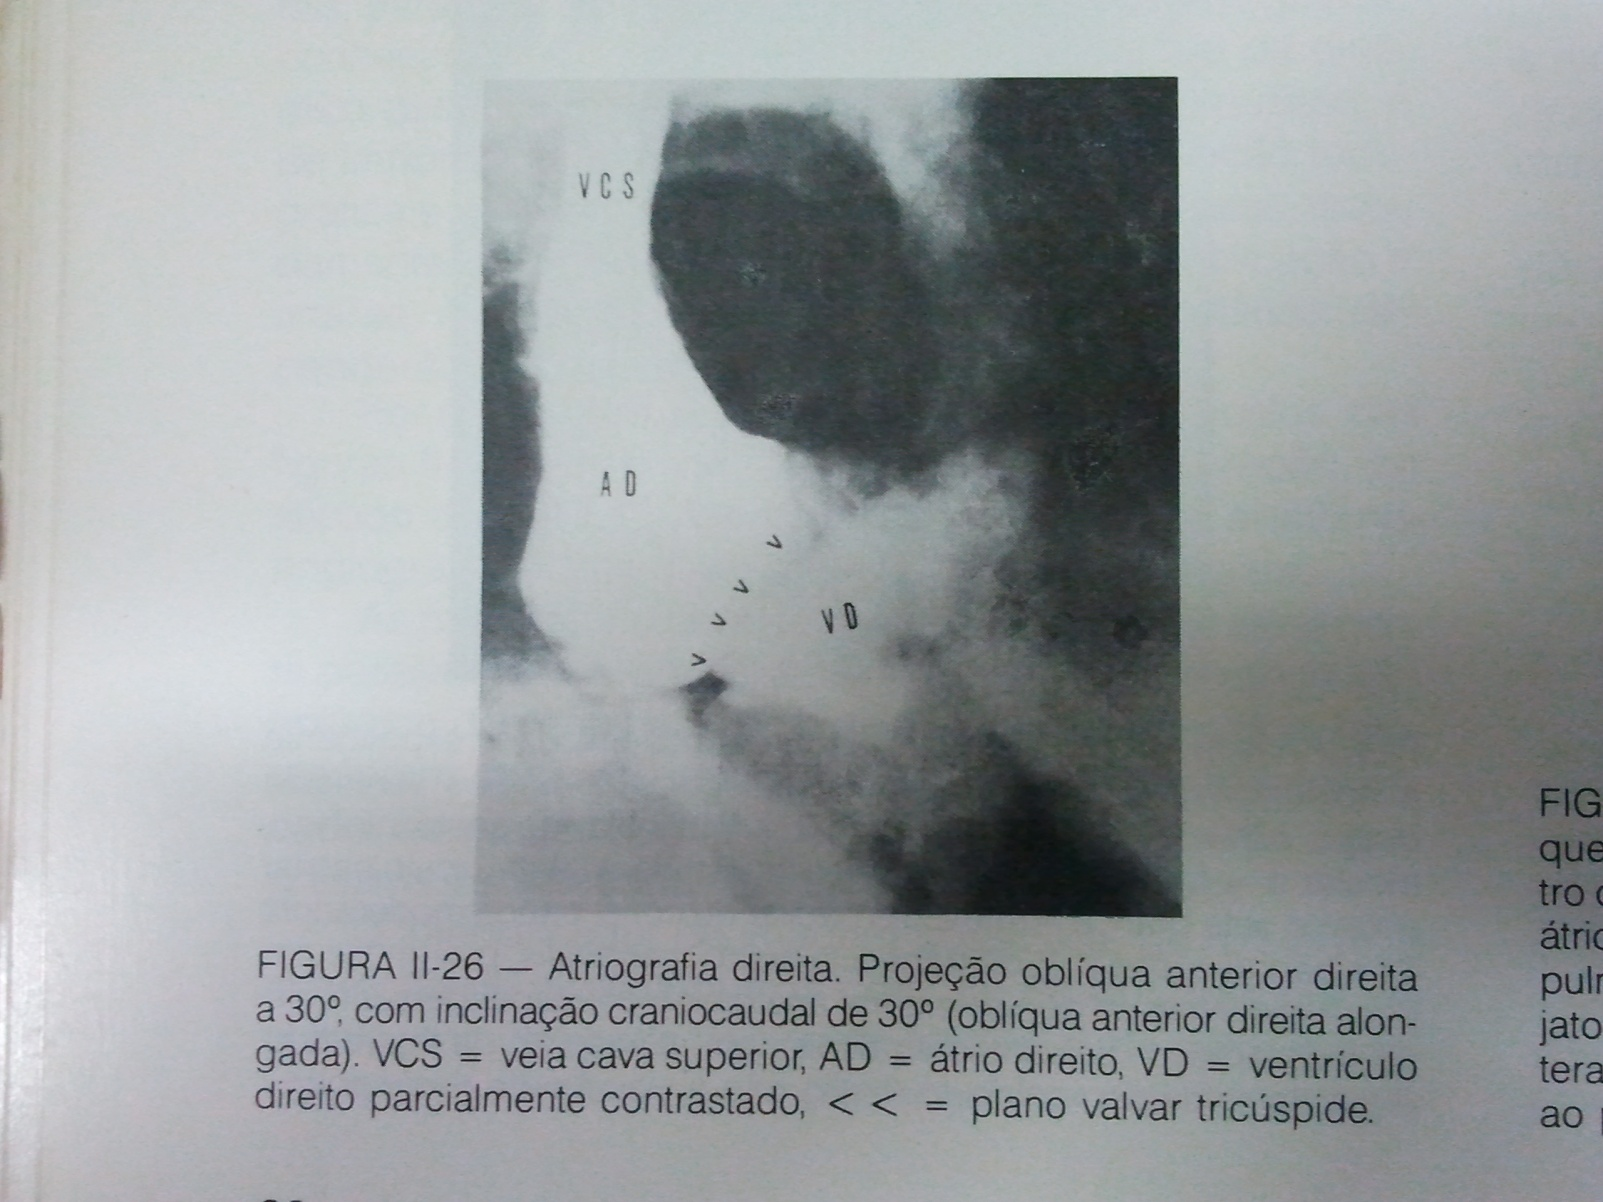 VCS
AD
>
>
>
>
VD
FIGURA II-26 — Atriografia direita. Projeção oblíqua anterior direita
a 30º, com inclinação craniocaudal de 30º (oblíqua anterior direita alon-
gada). VCS = veia cava superior, AD = átrio direito, VD = ventrículo
direito parcialmente contrastado, < < = plano valvar tricúspide.
FIG
que
tro
átric
pulr
jato
tera
ao